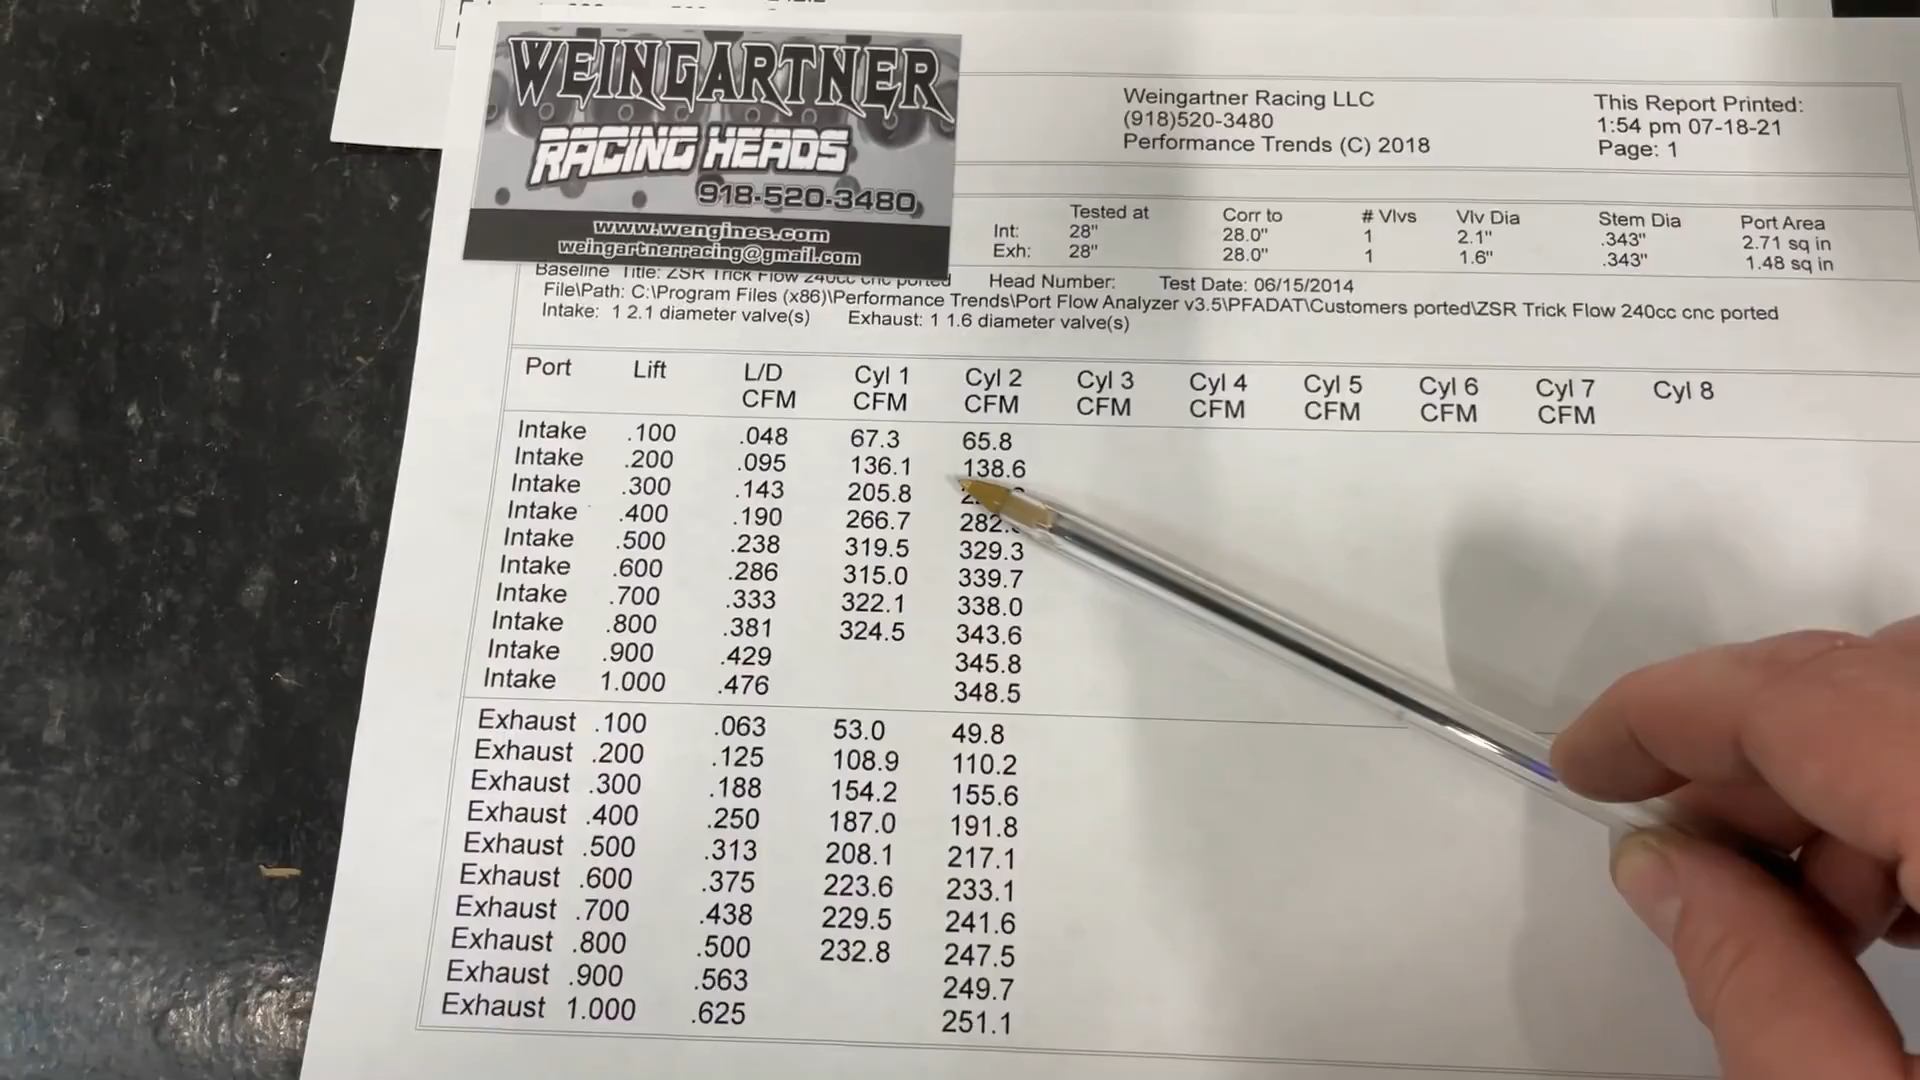 WEINGARTNER
RACING HEADS
918-520-3480
www.wengines.com
weingartnerracing@gmail.com
Weingartner Racing LLC
(918)520-3480
Performance Trends (C) 2018
This Report Printed:
1:54 pm 07-18-21
Page: 1
Tested at Corr to # Vlvs Vlv Dia Stem Dia Port Area
Int: 28" 28.0" 1 2.1" .343" 2.71 sq in
Exh: 28" 28.0" 1 1.6" .343" 1.48 sq in
Baseline Title: ZSR Trick Flow 240cc cnc ported Head Number: Test Date: 06/15/2014
File\Path: C:\Program Files (x86)\Performance Trends\Port Flow Analyzer v3.5\PFADAT\Customers ported\ZSR Trick Flow 240cc cnc ported
Intake: 1 2.1 diameter valve(s) Exhaust: 1 1.6 diameter valve(s)
Port Lift L/D Cyl 1 Cyl 2 Cyl 3 Cyl 4 Cyl 5 Cyl 6 Cyl 7 Cyl 8
CFM CFM CFM CFM CFM CFM CFM CFM
Intake .100 .048 67.3 65.8
Intake .200 .095 136.1 138.6
Intake .300 .143 205.8
Intake .400 .190 266.7 282.
Intake .500 .238 319.5 329.3
Intake .600 .286 315.0 339.7
Intake .700 .333 322.1 338.0
Intake .800 .381 324.5 343.6
Intake .900 .429 345.8
Intake 1.000 .476 348.5
Exhaust .100 .063 53.0 49.8
Exhaust .200 .125 108.9 110.2
Exhaust .300 .188 154.2 155.6
Exhaust .400 .250 187.0 191.8
Exhaust .500 .313 208.1 217.1
Exhaust .600 .375 223.6 233.1
Exhaust .700 .438 229.5 241.6
Exhaust .800 .500 232.8 247.5
Exhaust .900 .563 249.7
Exhaust 1.000 .625 251.1